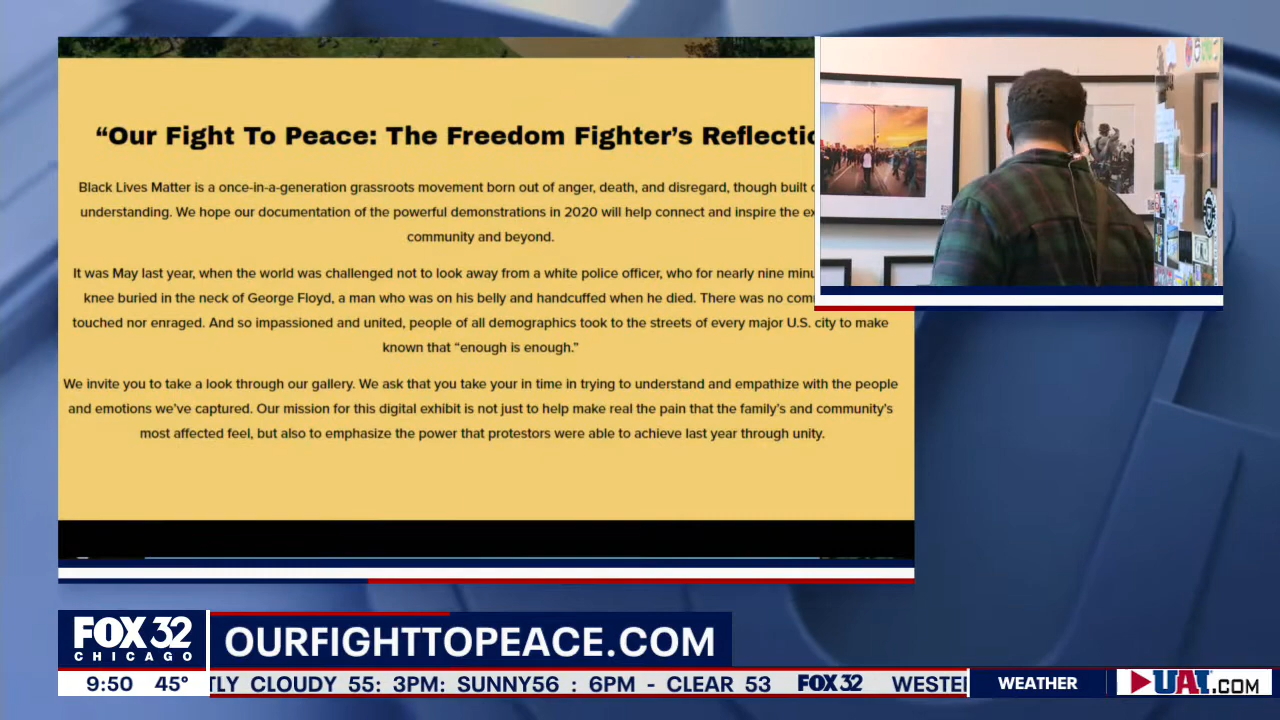 “Our Fight To Peace: The Freedom Fighter’s
Black Lives Matter is a once-in-a-generation grassroots movement born out of anger, death, and disregard, though built
understanding. We hope our documentation of the powerful demonstrations in 2020 will help connect and inspire the
community and beyond.
It was May last year, when the world was challenged not to look away from a white police officer, who for nearly nine
knee buried in the neck of George Floyd, a man who was on his belly and handcuffed when he died. There was no
touched nor enraged. And so impassioned and united, people of all demographics took to the streets of every major U.S. city to make
known that “enough is enough.”
We invite you to take a look through our gallery. We ask that you take your in time in trying to understand and empathize with the people
and emotions we’ve captured. Our mission for this digital exhibit is not just to help make real the pain that the family’s and community’s
most affected feel, but also to emphasize the power that protestors were able to achieve last year through unity.
FOX 32
CHICAGO
OURFIGHTTOPEACE.COM
9:50 45°
TLY CLOUDY 55: 3PM: SUNNY56 : 6PM - CLEAR 53 FOX 32 WESTE
WEATHER
UAT.COM